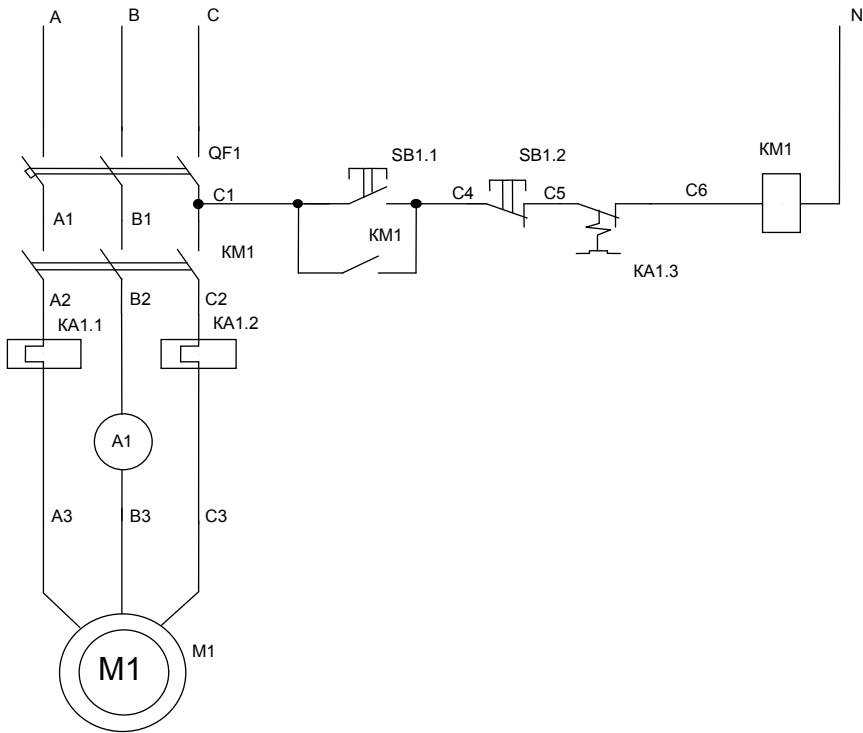 A B C N
QF1 SB1.1 SB1.2 KM1
C1 C4 C5 C6
A1 B1 KM1 KM1
KA1.3
A2 B2 C2
KA1.1 KA1.2
A1
A3 B3 C3
M1 M1